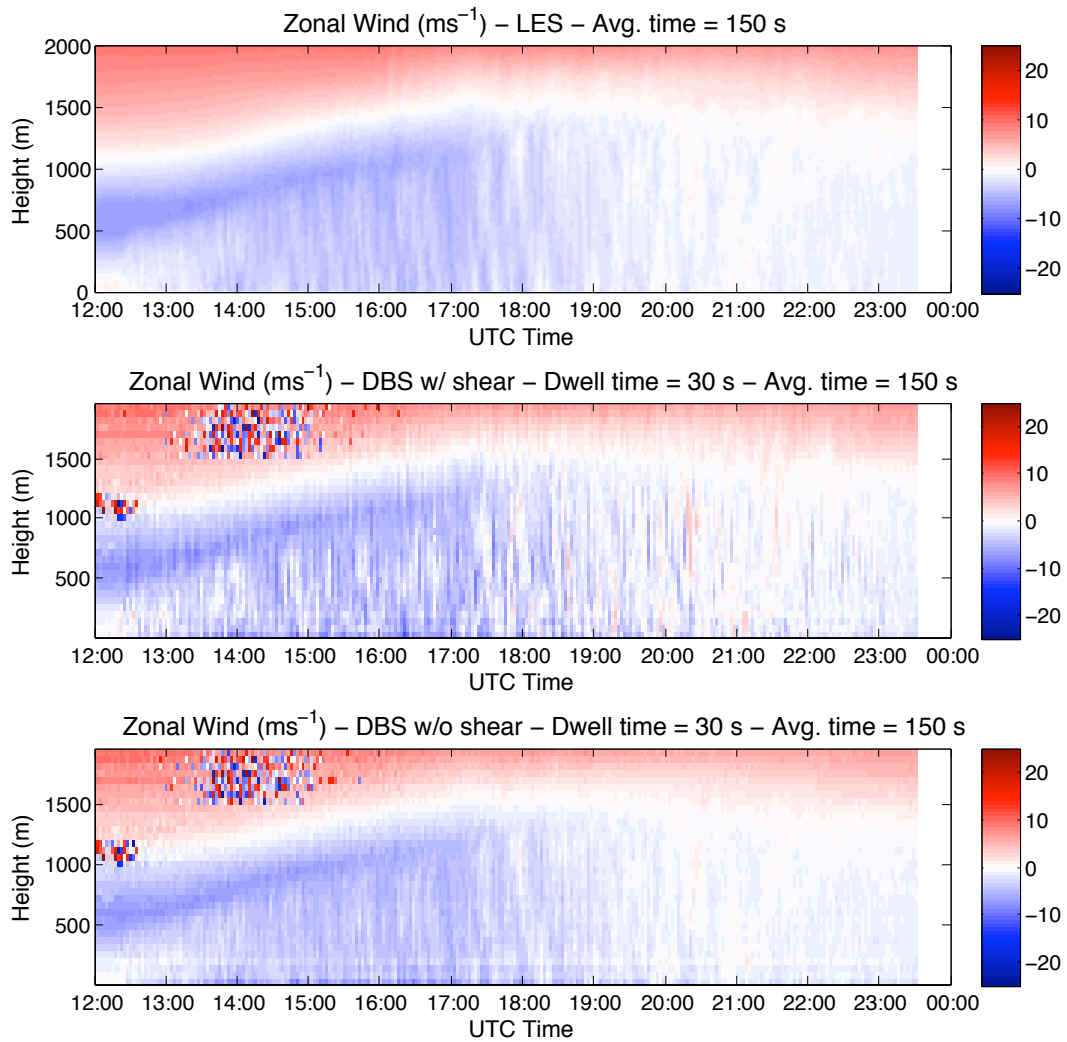 Zonal Wind (ms−1) – LES – Avg. time = 150 s
2000
1500
1000
500
0
Height (m)
12:00 13:00 14:00 15:00 16:00 17:00 18:00 19:00 20:00 21:00 22:00 23:00 00:00
UTC Time
20
10
0
−10
−20
Zonal Wind (ms−1) – DBS w/ shear – Dwell time = 30 s – Avg. time = 150 s
1500
1000
500
Height (m)
12:00 13:00 14:00 15:00 16:00 17:00 18:00 19:00 20:00 21:00 22:00 23:00 00:00
UTC Time
20
10
0
−10
−20
Zonal Wind (ms−1) – DBS w/o shear – Dwell time = 30 s – Avg. time = 150 s
1500
1000
500
Height (m)
12:00 13:00 14:00 15:00 16:00 17:00 18:00 19:00 20:00 21:00 22:00 23:00 00:00
UTC Time
20
10
0
−10
−20